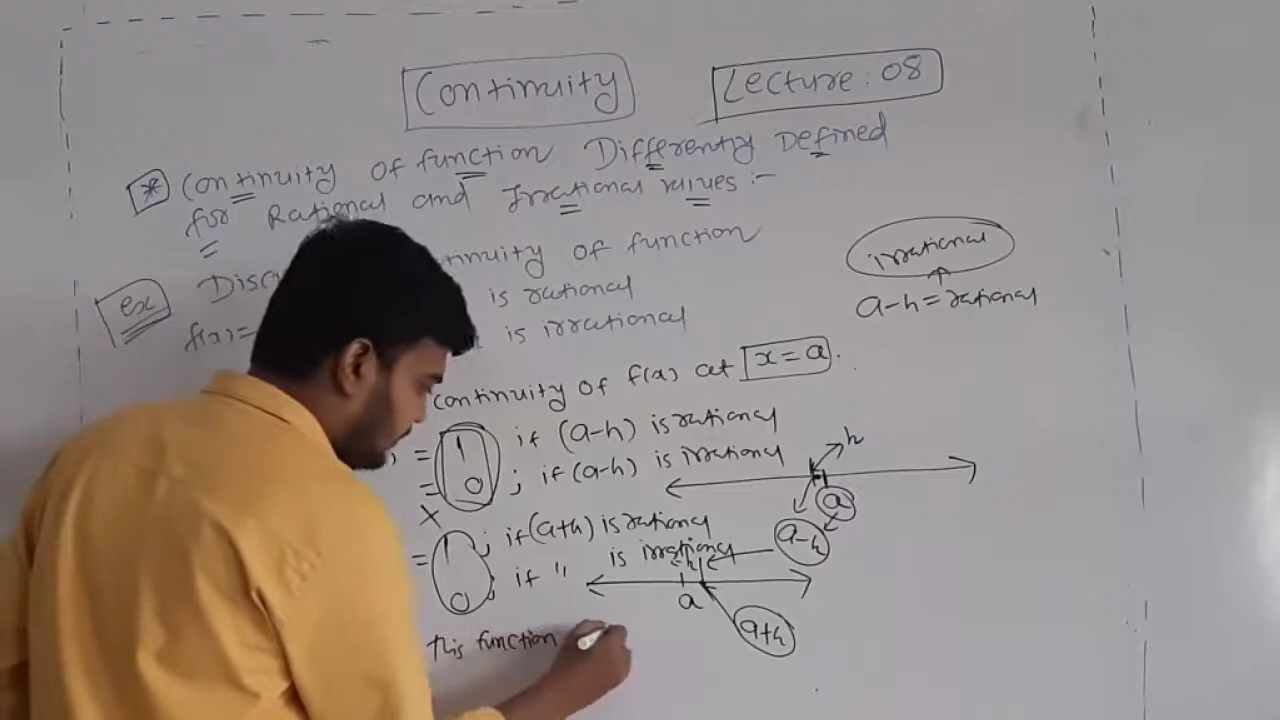 Continuity
Lecture: 08
* Continuity of function Differently Defined
for Rational and Irrational values :-
ex Disc tinuity of function
is rational
f(x)= is irrational
irrational
a-h = rational
continuity of f(x) at x = a.
= 1 if (a-h) is rational
= 0 ; if (a-h) is irrational
h
a
a-h
= 1 ; if (a+h) is rational
is irrational
0 ; if "
h
a
a+h
This function